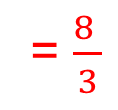 = 8/3